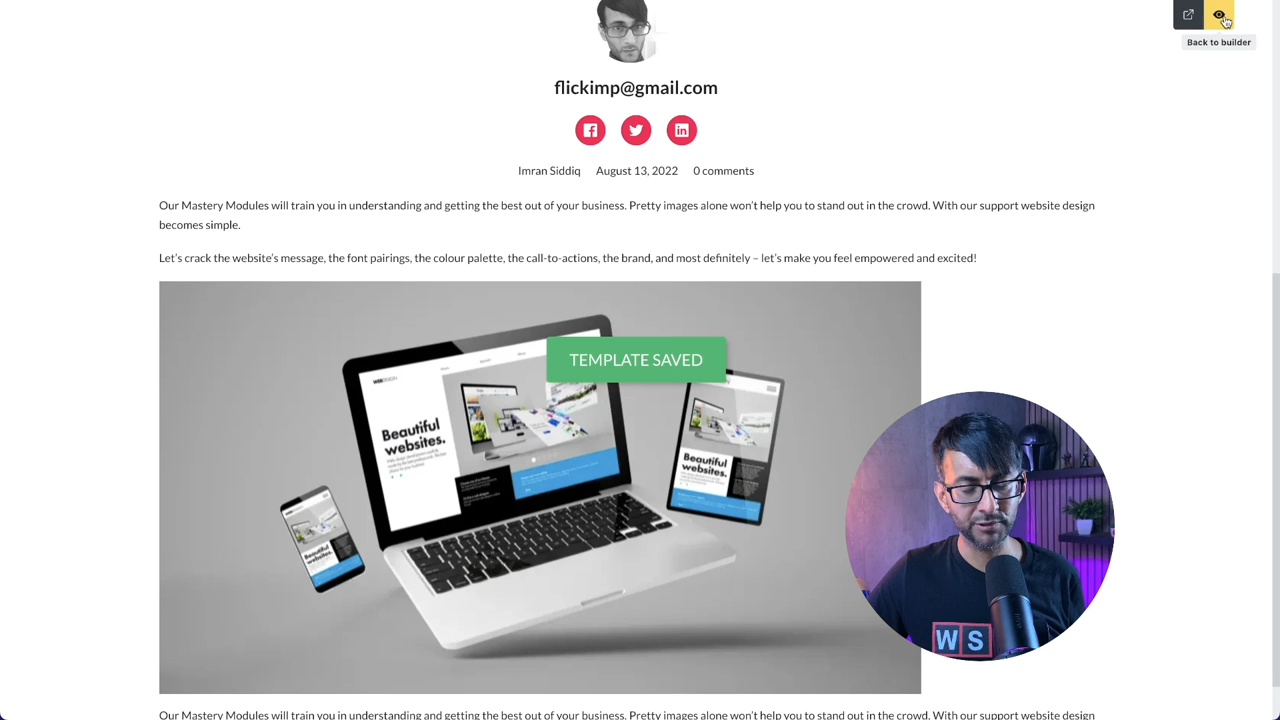 Back to builder
flickimp@gmail.com
Imran Siddiq August 13, 2022 0 comments
Our Mastery Modules will train you in understanding and getting the best out of your business. Pretty images alone won’t help you to stand out in the crowd. With our support website design
becomes simple.
Let’s crack the website’s message, the font pairings, the colour palette, the call-to-actions, the brand, and most definitely – let’s make you feel empowered and excited!
TEMPLATE SAVED
WEBDESIGN
Beautiful
websites.
Beautiful
websites.
Beautiful
websites.
WS
Our Mastery Modules will train you in understanding and getting the best out of your business. Pretty images alone won’t help you to stand out in the crowd. With our support website design